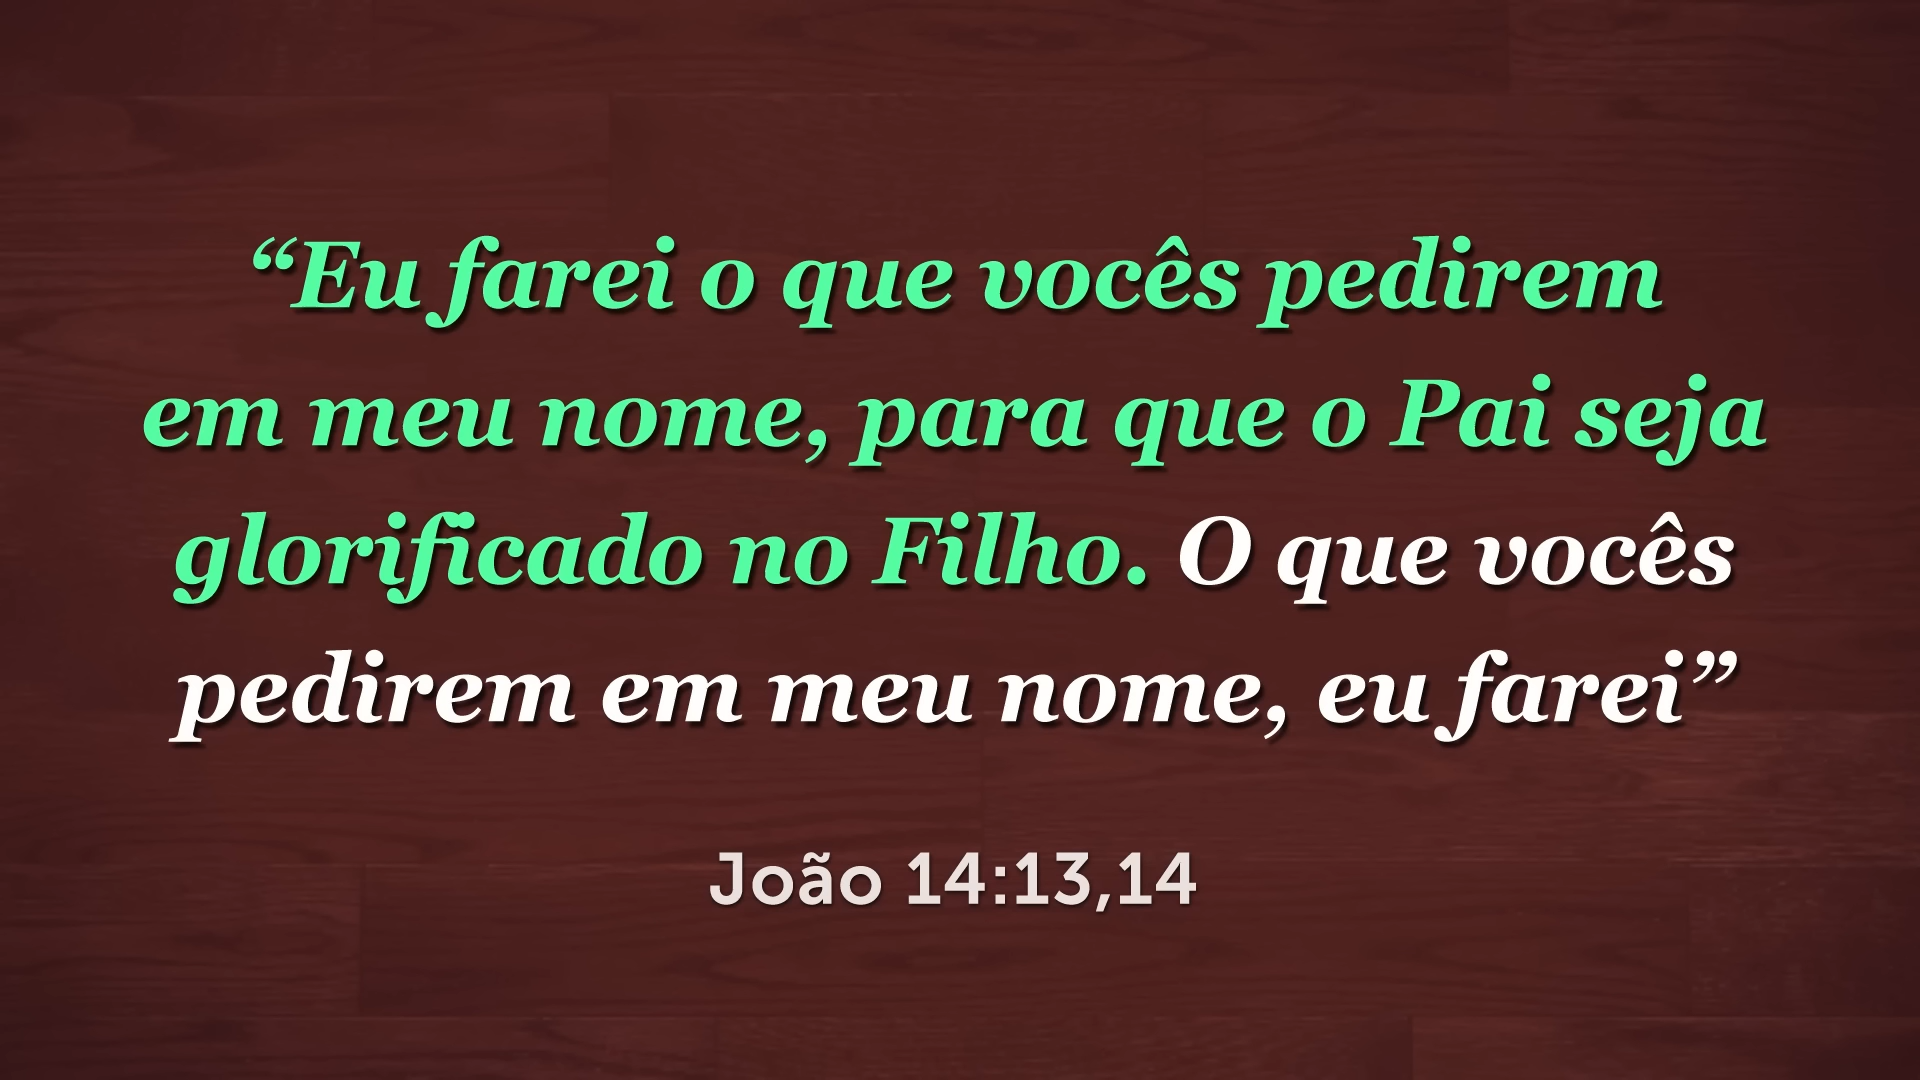 “Eu farei o que vocês pedirem
em meu nome, para que o Pai seja
glorificado no Filho. O que vocês
pedirem em meu nome, eu farei”
João 14:13,14